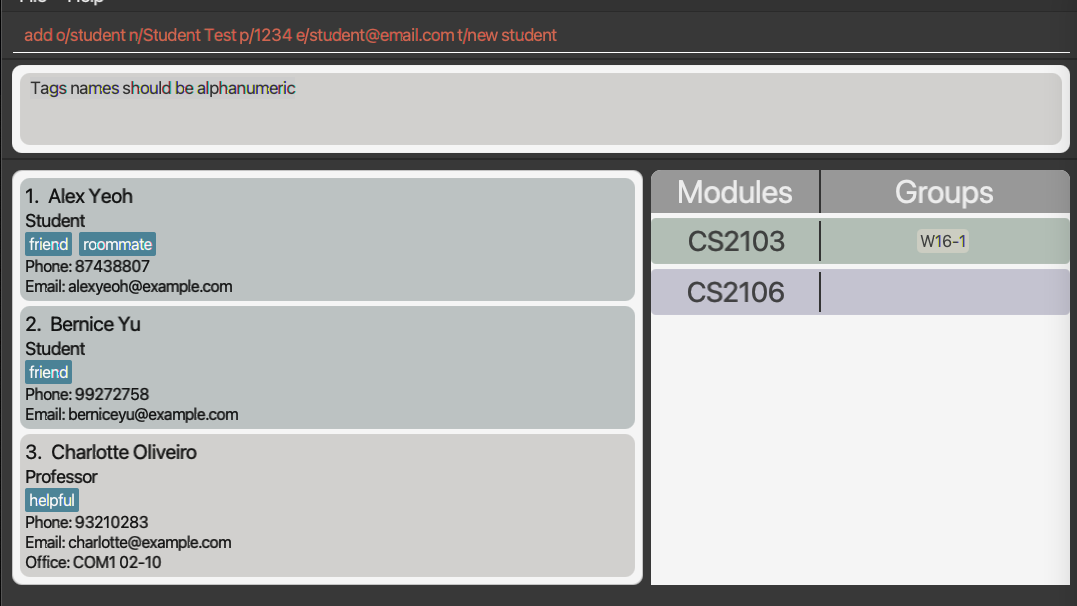 File Help
add o/student n/Student Test p/1234 e/student@email.com t/new student
Tags names should be alphanumeric
1. Alex Yeoh
Student
friend roommate
Phone: 87438807
Email: alexyeoh@example.com
2. Bernice Yu
Student
friend
Phone: 99272758
Email: berniceyu@example.com
3. Charlotte Oliveiro
Professor
helpful
Phone: 93210283
Email: charlotte@example.com
Office: COM1 02-10
Modules Groups
CS2103 W16-1
CS2106